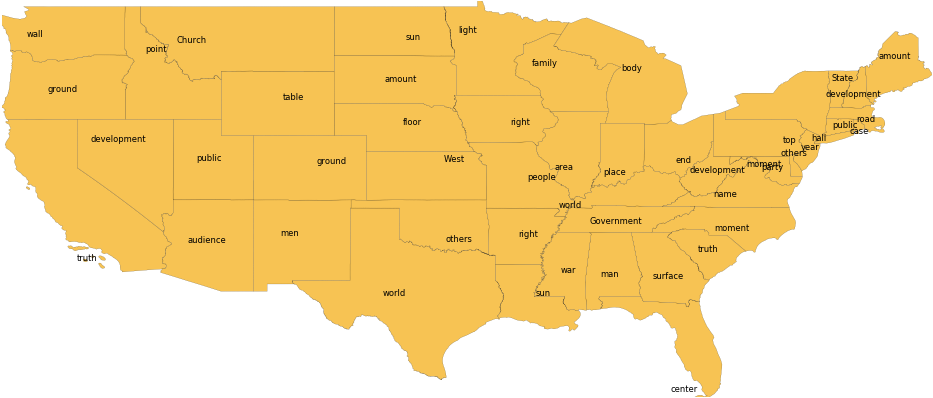 wall
point
Church
sun
light
family
body
amount
State
development
ground
table
amount
floor
right
road
public
case
hall
top
year
others
development
public
ground
West
area
people
place
end
development
moment
party
name
world
audience
men
others
right
Government
moment
truth
truth
world
sun
war
man
surface
center